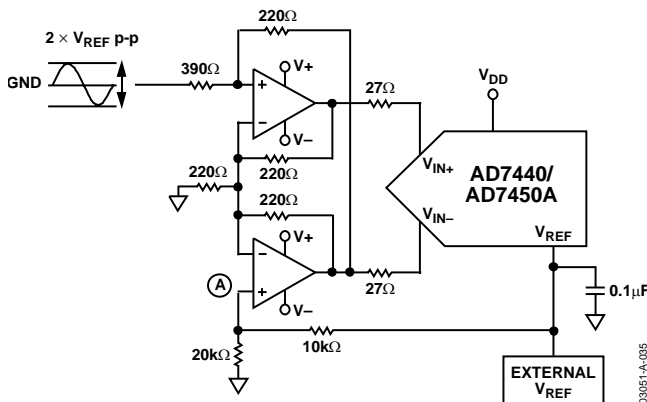 220Ω
2 × VREF p-p
GND
390Ω
V+
27Ω
VDD
+
−
V−
VIN+
AD7440/
AD7450A
220Ω
220Ω
220Ω
VIN−
VREF
V+
−
A
+
V−
27Ω
0.1µF
20kΩ
10kΩ
EXTERNAL
VREF
03051-A-035